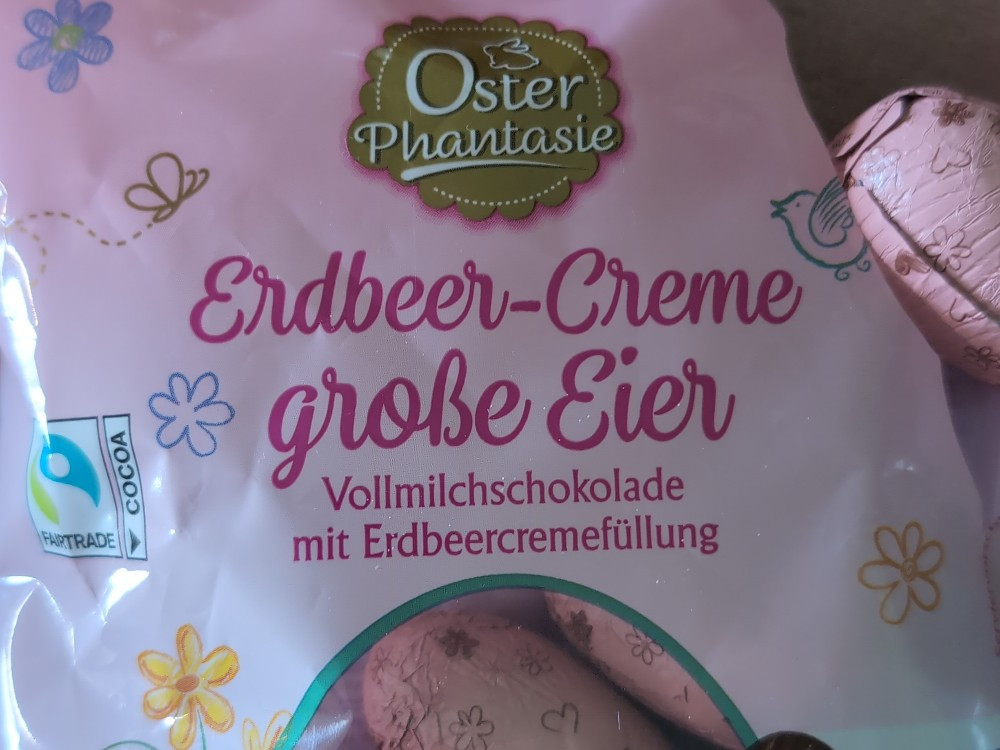 Oster
Phantasie
Erdbeer-Creme
große Eier
Vollmilchschokolade
mit Erdbeercremefüllung
FAIRTRADE
COCOA